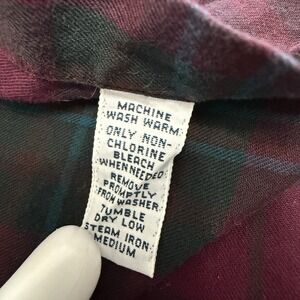 MACHINE
WASH WARM
ONLY NON-
CHLORINE
BLEACH
WHEN NEEDED
REMOVE
PROMPTLY
FROM WASHER
TUMBLE
DRY LOW
STEAM IRON
MEDIUM